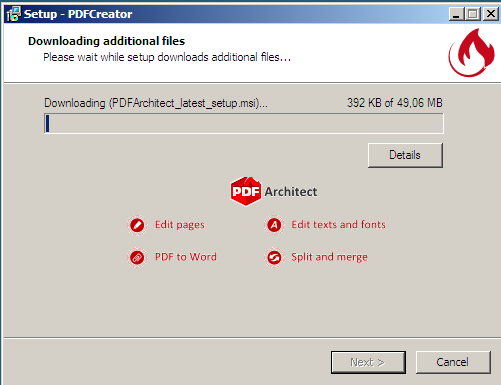 Setup - PDFCreator
Downloading additional files
Please wait while setup downloads additional files...
Downloading (PDFArchitect_latest_setup.msi)... 392 KB of 49,06 MB
Details
PDF Architect
Edit pages
Edit texts and fonts
PDF to Word
Split and merge
Next >
Cancel